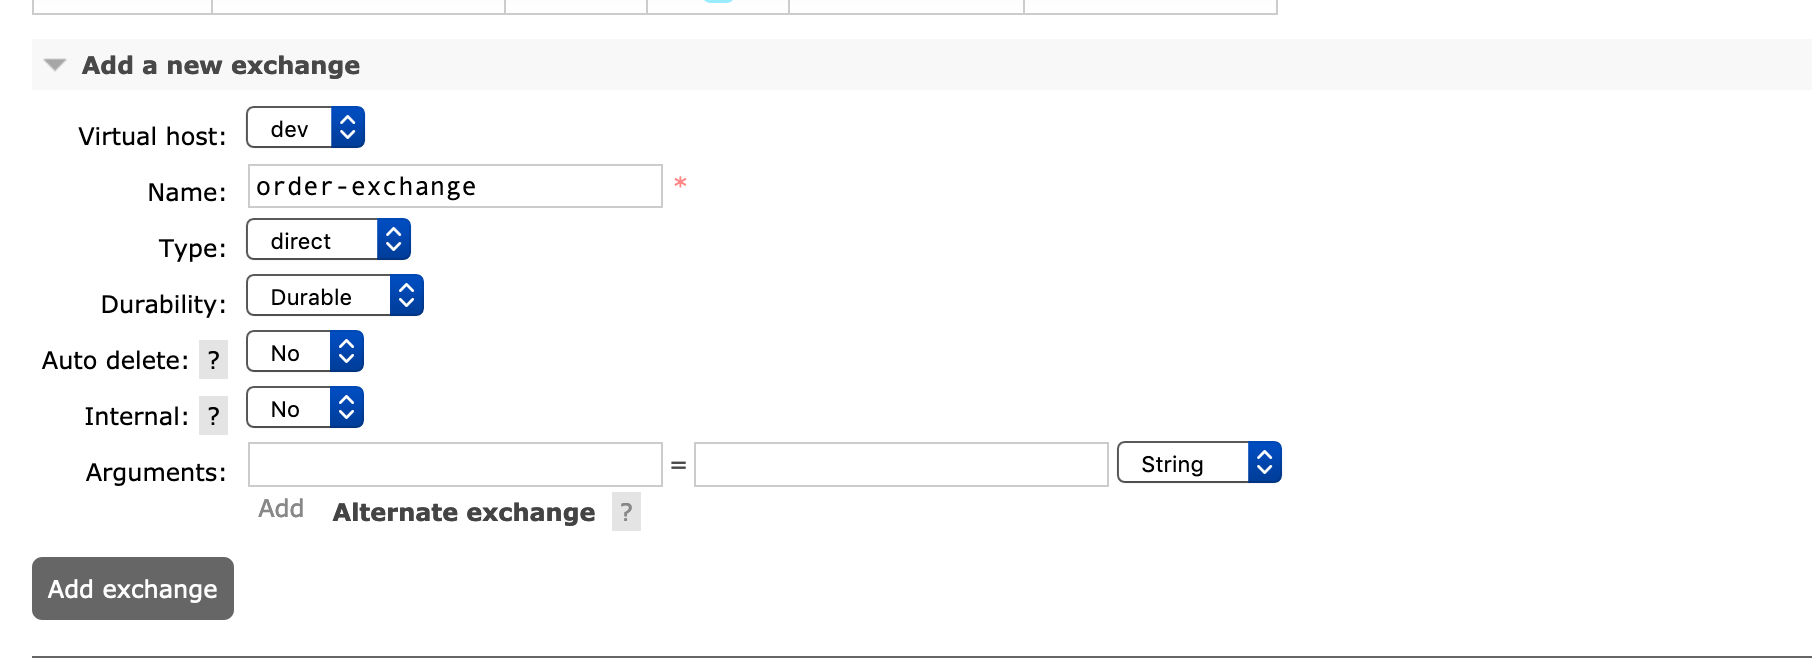 Add a new exchange
Virtual host: dev
Name: order-exchange *
Type: direct
Durability: Durable
Auto delete: ? No
Internal: ? No
Arguments: = String
Add Alternate exchange ?
Add exchange